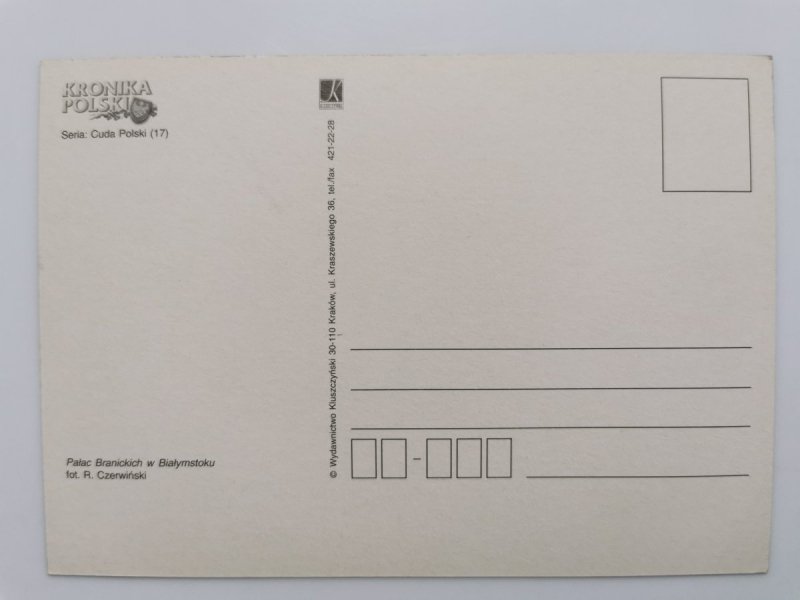 KRONIKA
POLSKI
Seria: Cuda Polski (17)
K
© Wydawnictwo Kluszczyński 30-110 Kraków, ul. Kraszewskiego 36, tel./fax 421-22-28
Pałac Branickich w Białymstoku
fot. R. Czerwiński